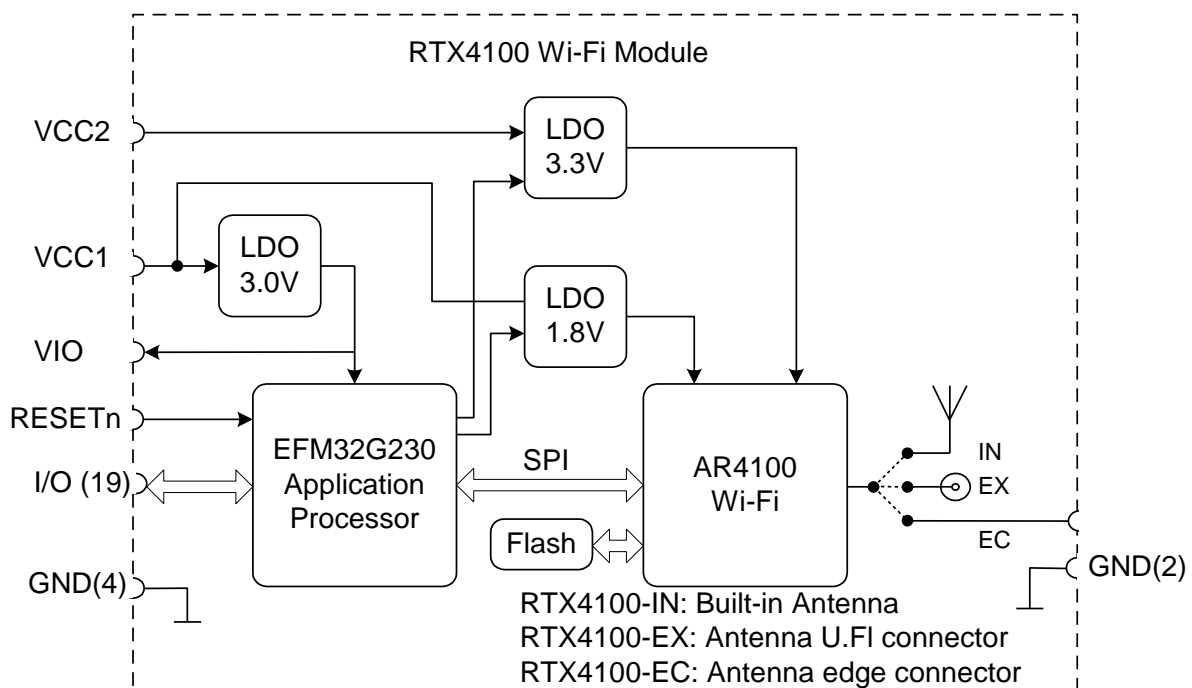 RTX4100 Wi-Fi Module
VCC2
LDO
3.3V
VCC1
LDO
3.0V
LDO
1.8V
VIO
RESETn
EFM32G230
Application
Processor
I/O (19)
SPI
AR4100
Wi-Fi
IN
EX
EC
Flash
GND(4)
GND(2)
RTX4100-IN: Built-in Antenna
RTX4100-EX: Antenna U.Fl connector
RTX4100-EC: Antenna edge connector